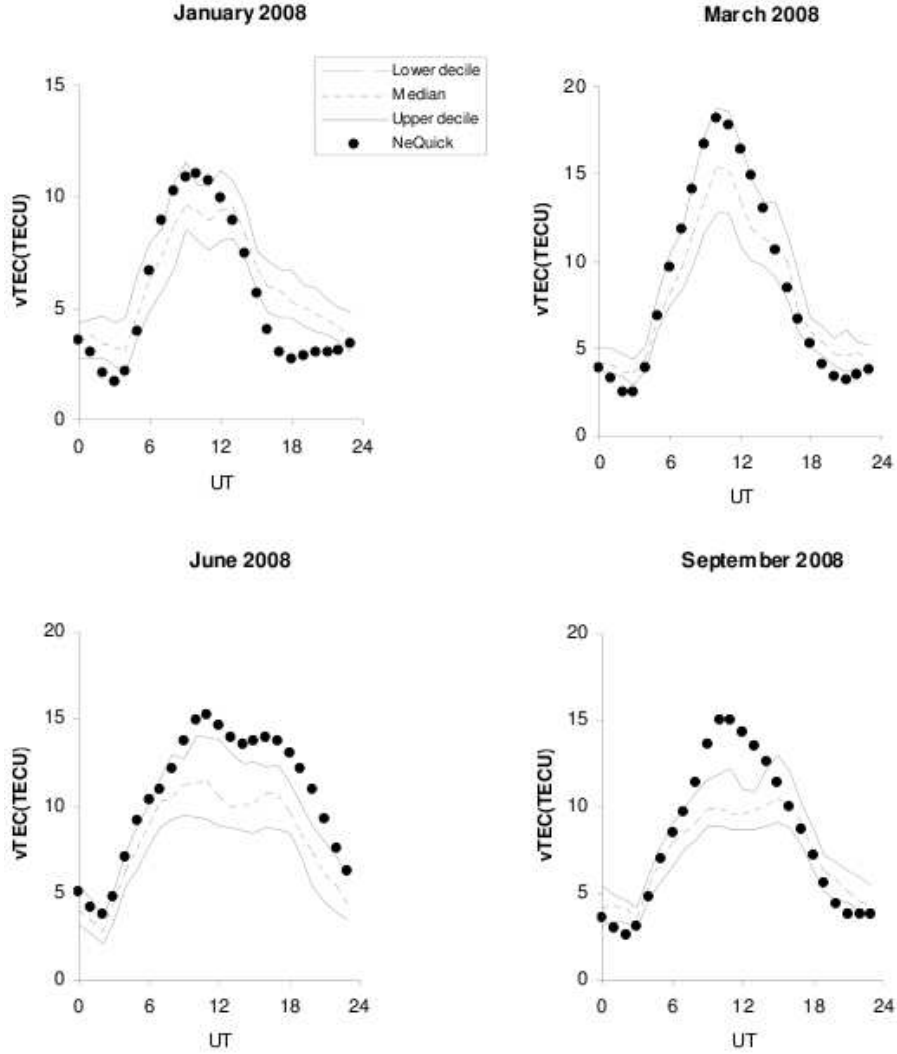 January 2008
March 2008
Lower decile
Median
Upper decile
NeQuick
15
10
5
0
vTEC(TECU)
0 6 12 18 24
UT
20
15
10
5
0
vTEC(TECU)
0 6 12 18 24
UT
June 2008
September 2008
20
15
10
5
0
vTEC(TECU)
0 6 12 18 24
UT
20
15
10
5
0
vTEC(TECU)
0 6 12 18 24
UT